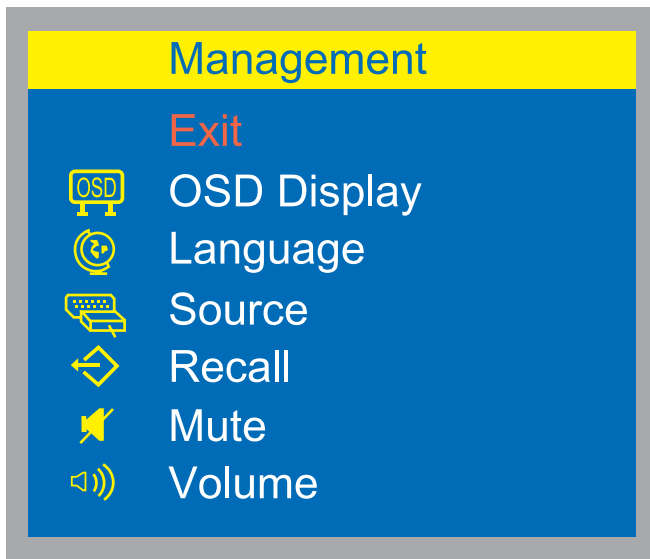 Management
Exit
OSD
OSD Display
Language
Source
Recall
Mute
Volume